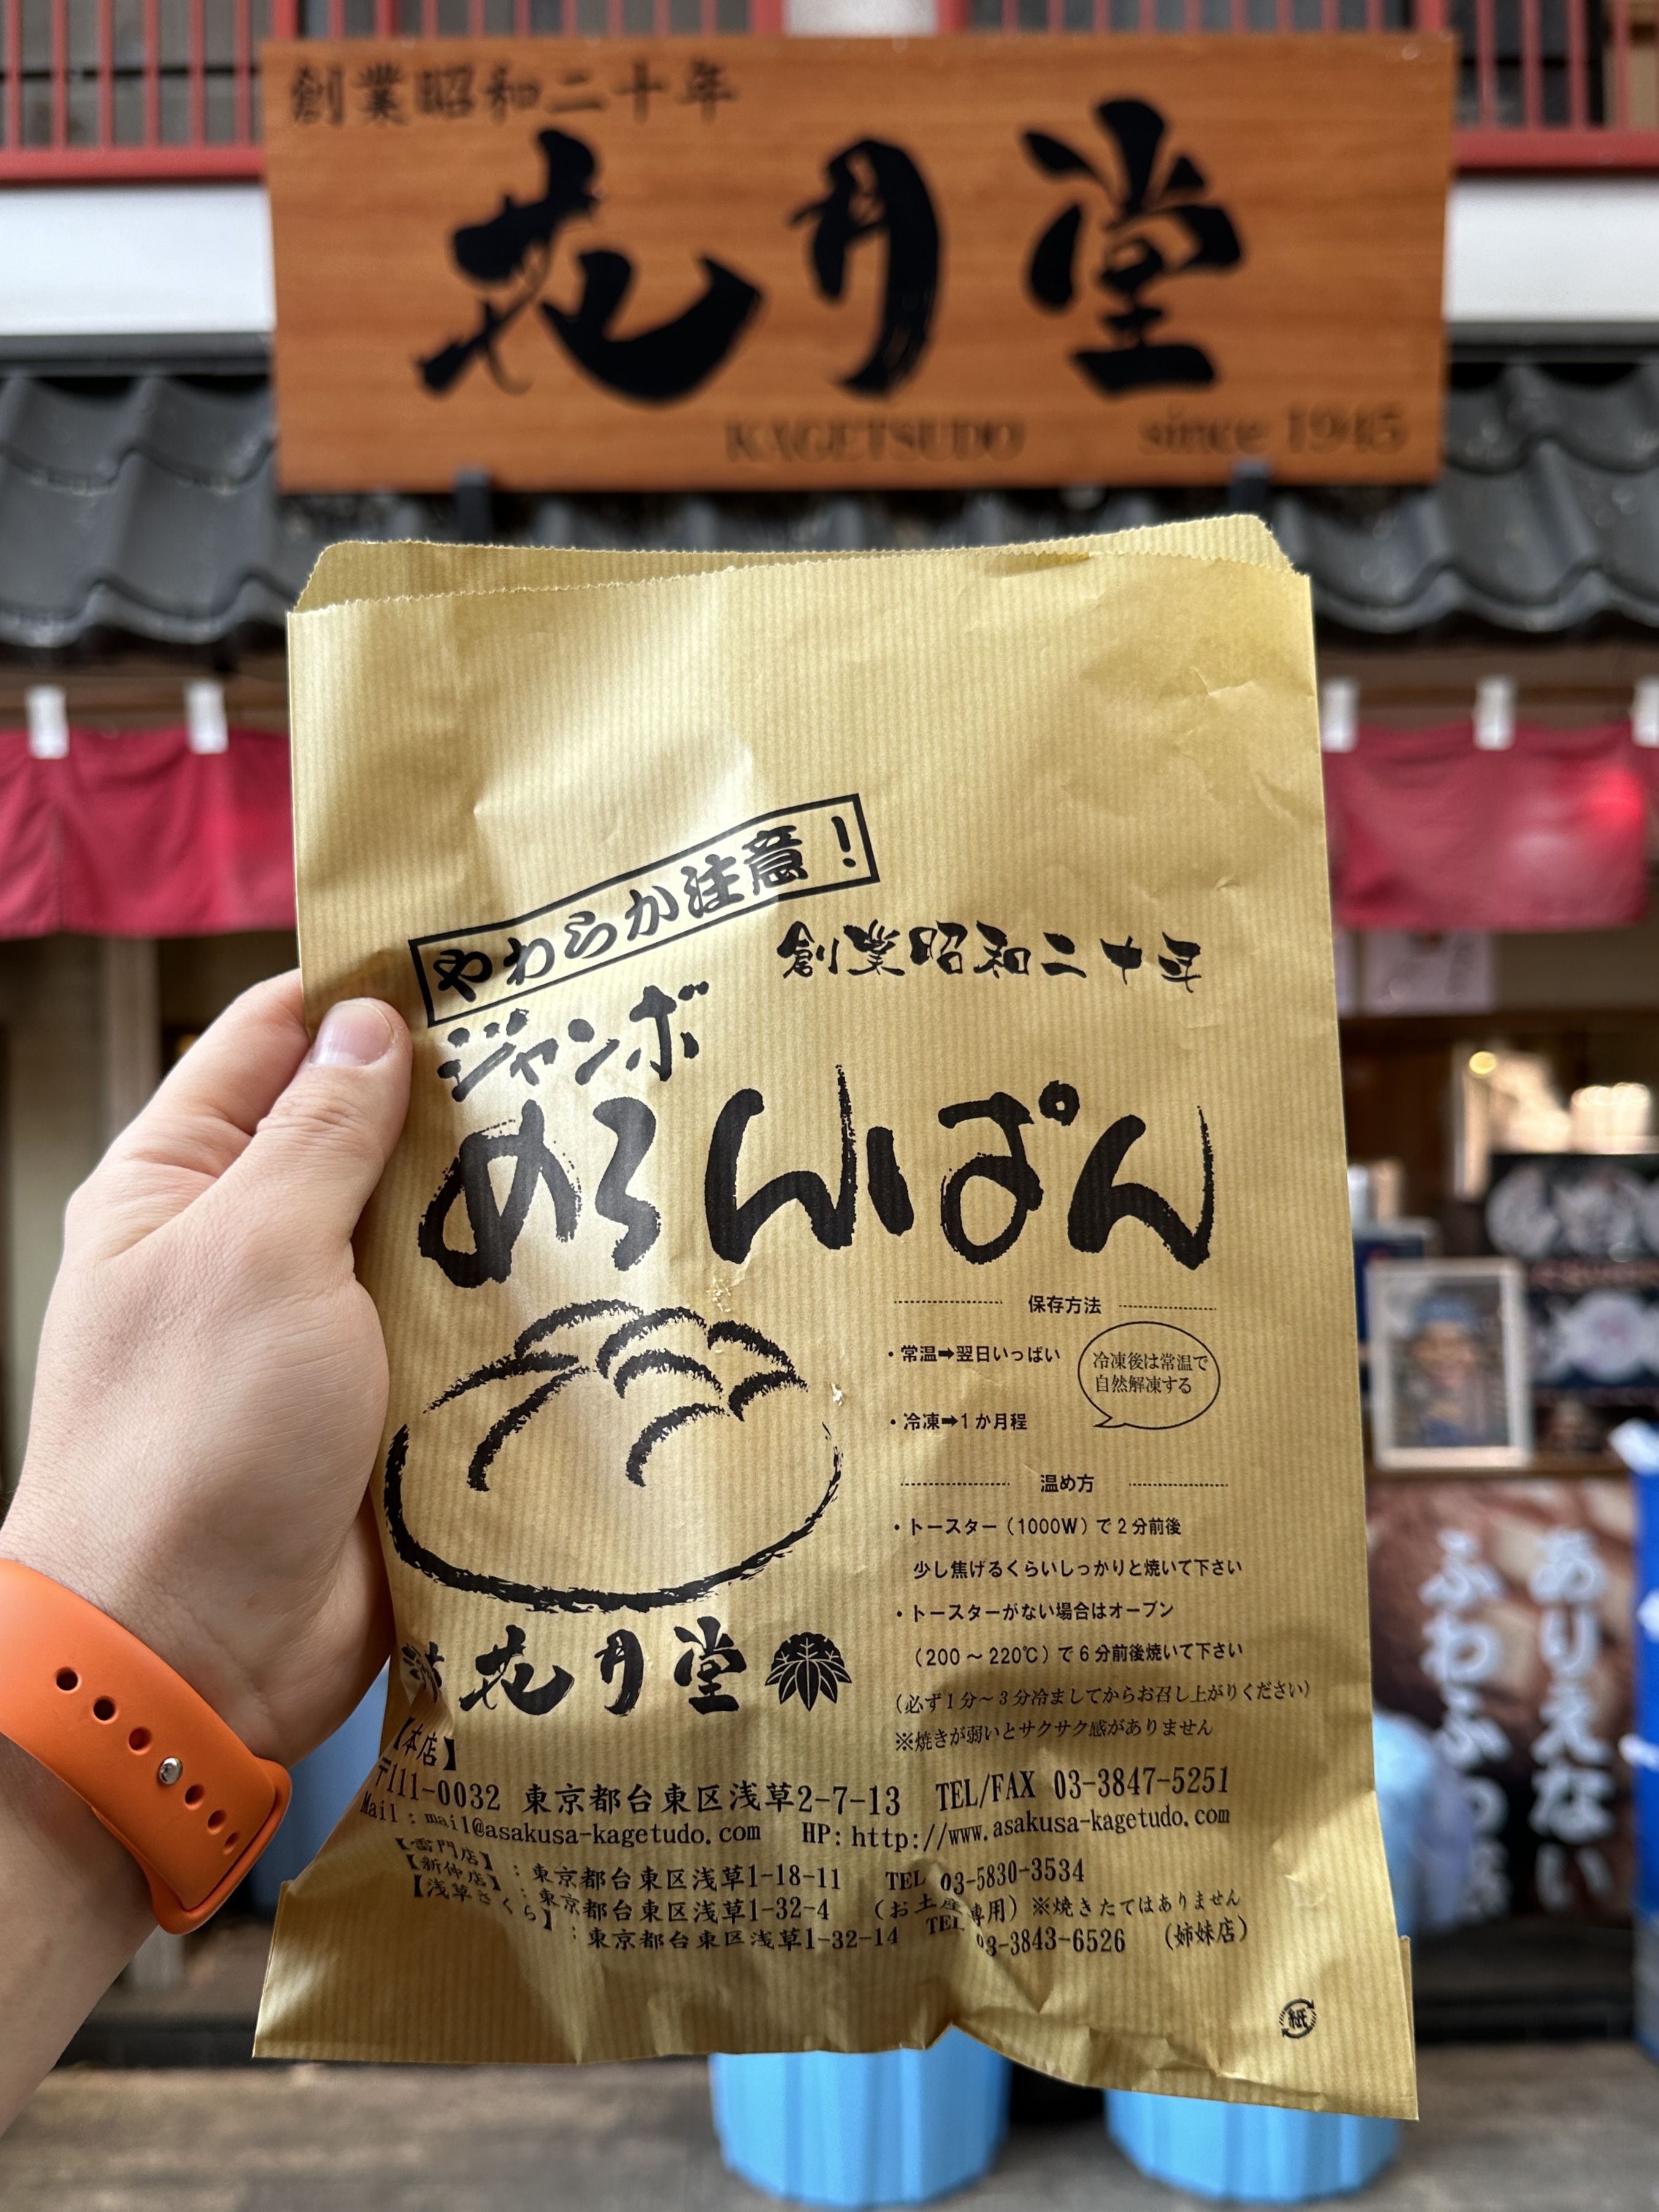 創業昭和二十年
花月堂
KAGETSUDO since 1945
やわらか注意！
創業昭和二十年
ジャンボ
めろんぱん
保存方法
・常温➡翌日いっぱい
・冷凍➡1か月程
冷凍後は常温で
自然解凍する
温め方
・トースター（1000W）で2分前後
少し焦げるくらいしっかりと焼いて下さい
・トースターがない場合はオーブン
（200～220℃）で6分前後焼いて下さい
（必ず1分～3分冷ましてからお召し上がりください）
※焼きが弱いとサクサク感がありません
花月堂
【本店】
〒111-0032 東京都台東区浅草2-7-13 TEL/FAX 03-3847-5251
Mail：mail@asakusa-kagetudo.com HP：http://www.asakusa-kagetudo.com
【雷門店】：東京都台東区浅草1-18-11 TEL 03-5830-3534
【新仲店】：東京都台東区浅草1-32-4 （お土産専用）※焼きたてはありません
【浅草さくら】：東京都台東区浅草1-32-14 TEL 03-3843-6526 （姉妹店）
紙
ありえない
ふわふわ